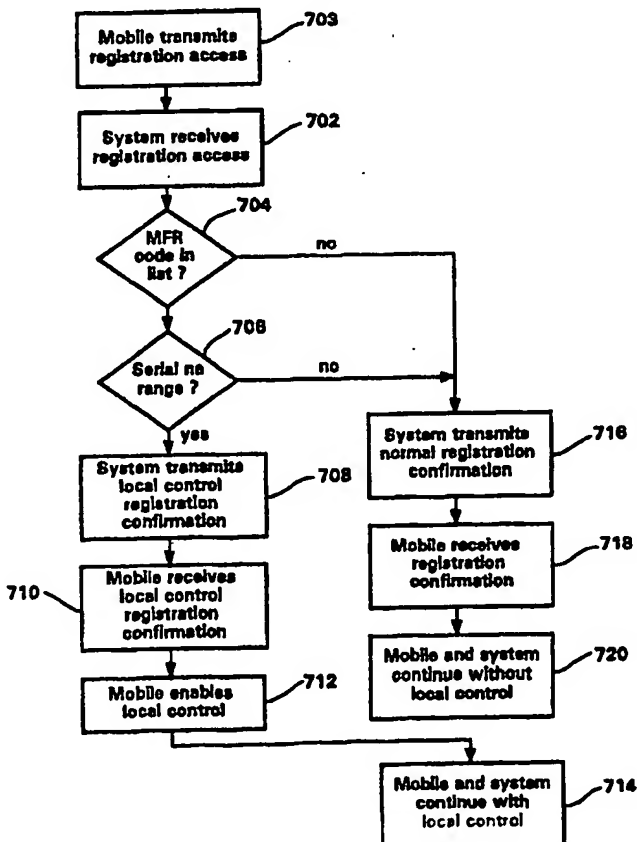 Mobile transmits
registration access
703
System receives
registration access
702
MFR
code in
list ?
704
no
Serial no
range ?
706
no
yes
System transmits
local control
registration
confirmation
708
System transmits
normal registration
confirmation
716
710
Mobile receives
local control
registration
confirmation
Mobile receives
registration
confirmation
718
Mobile enables
local control
712
Mobile and system
continue without
local control
720
Mobile and system
continue with
local control
714